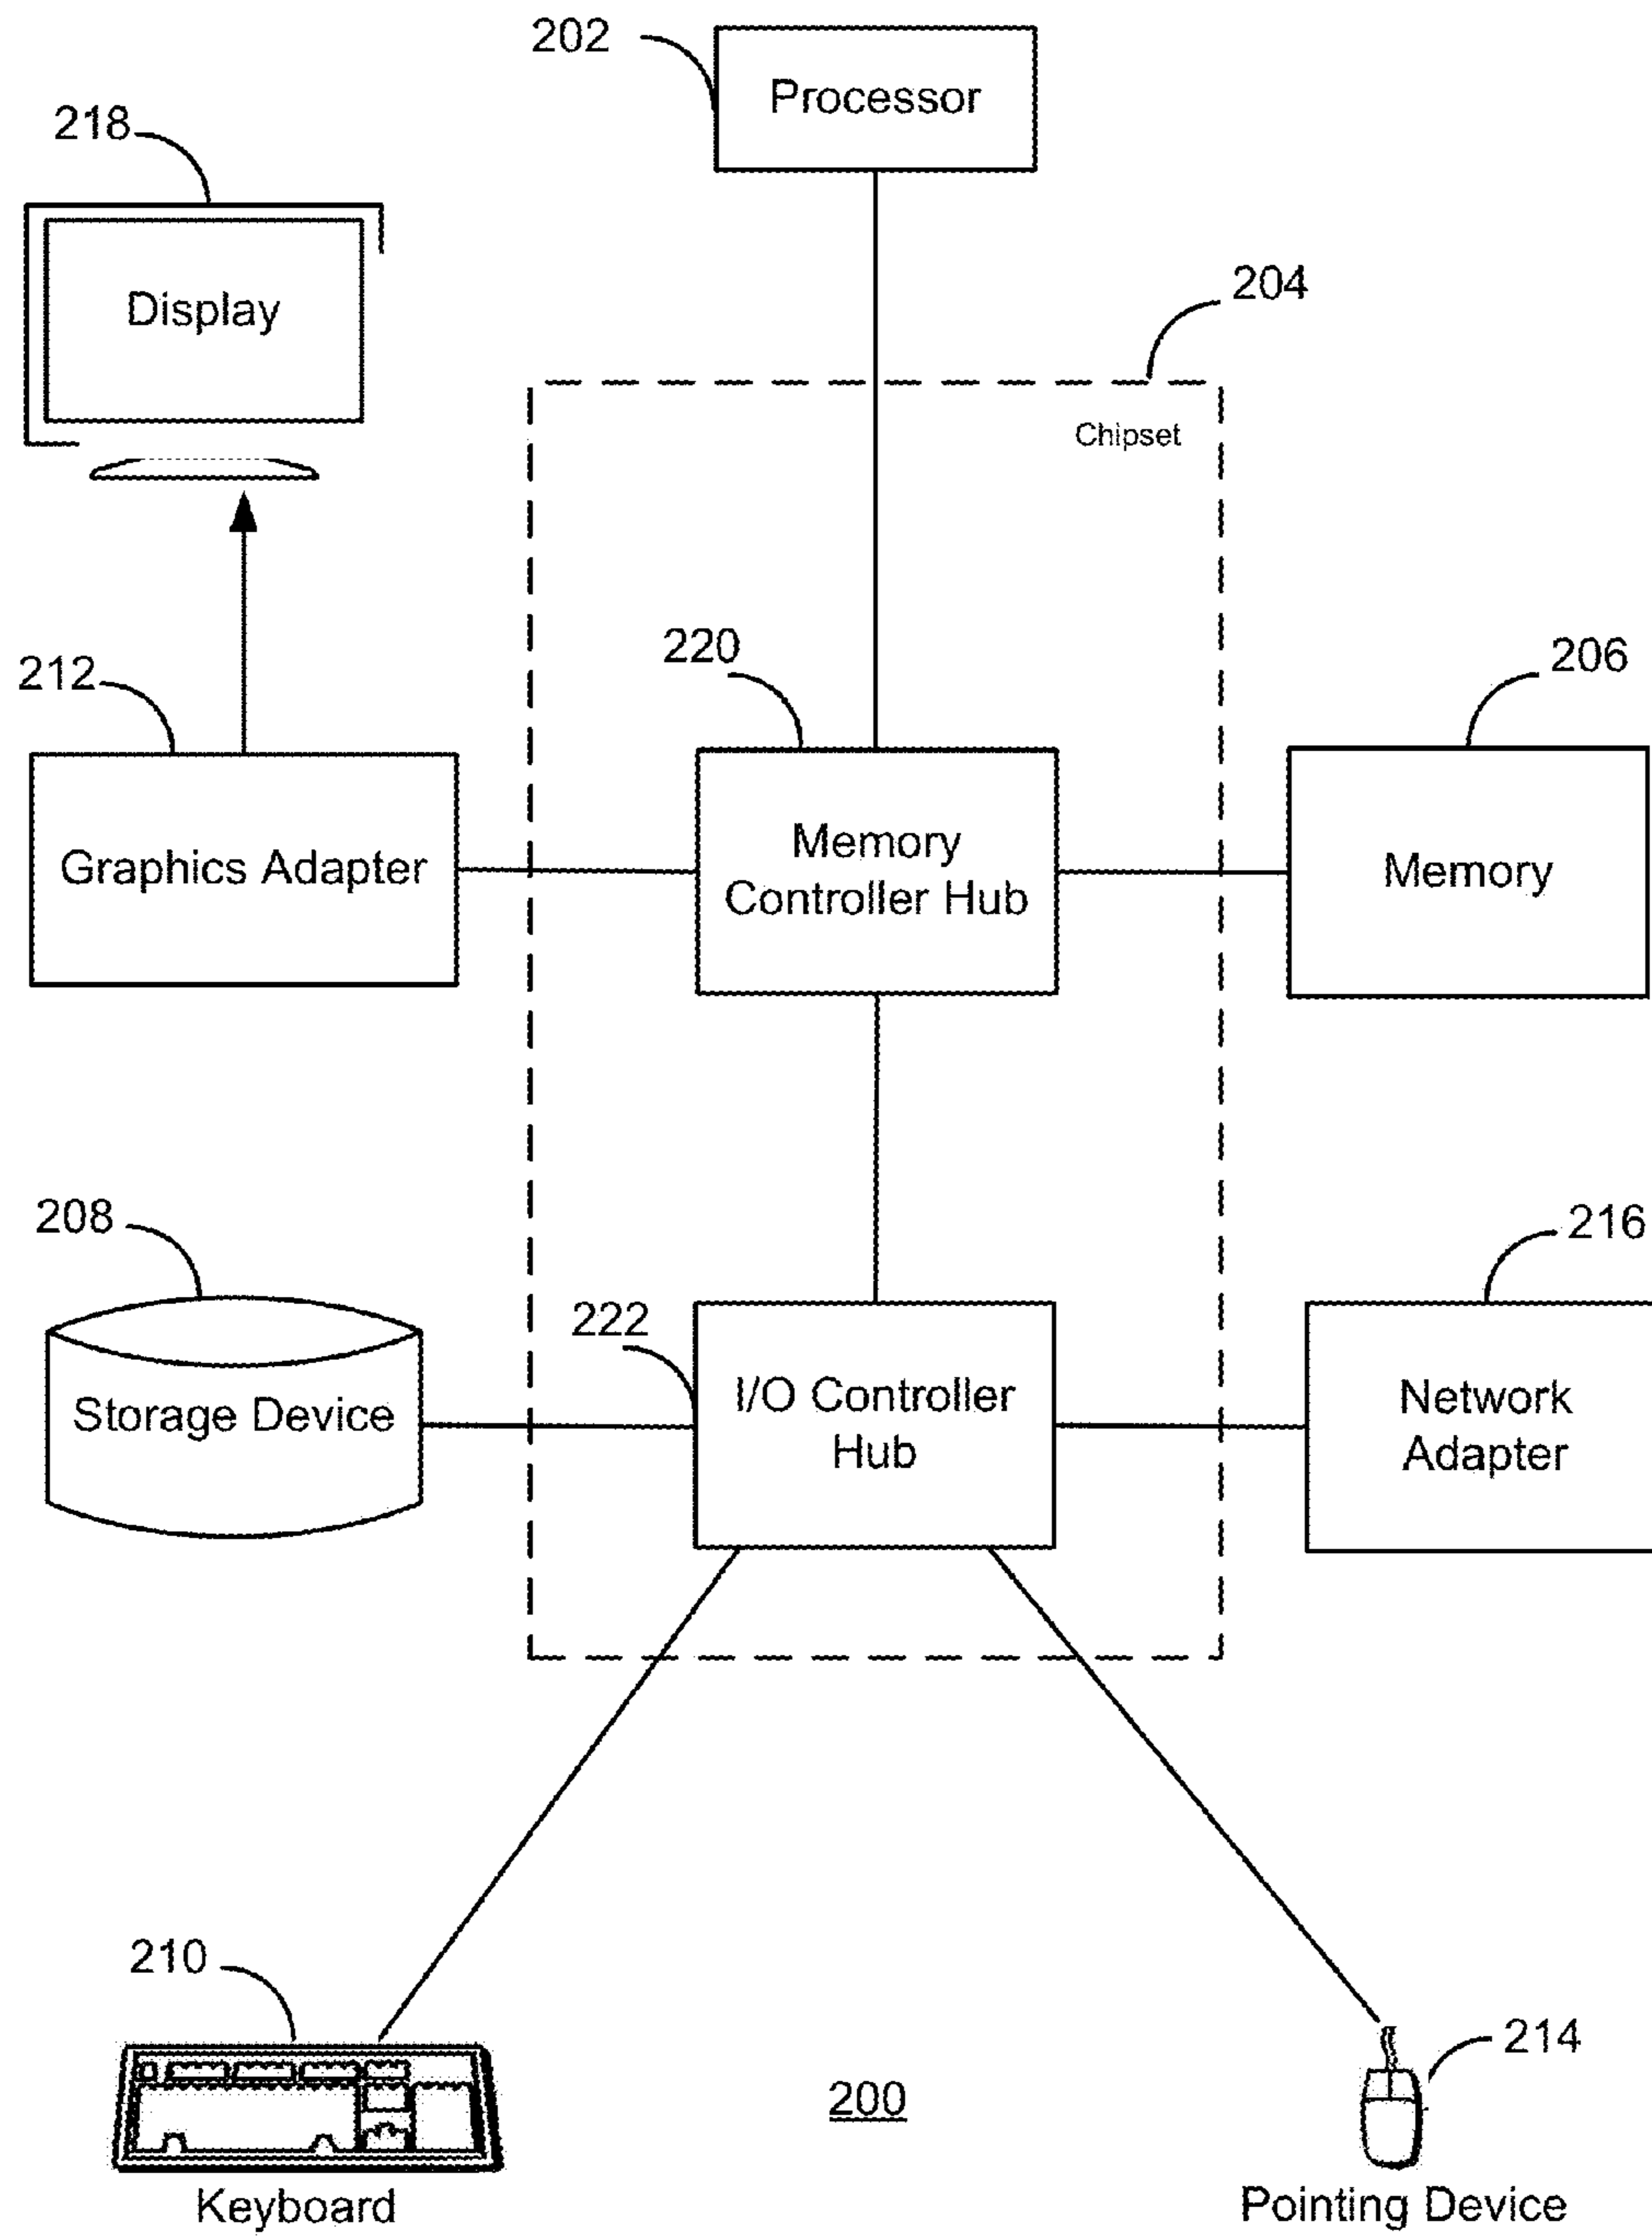 202
Processor
218
Display
204
Chipset
212
220
206
Graphics Adapter
Memory
Controller Hub
Memory
208
222
216
Storage Device
I/O Controller
Hub
Network
Adapter
210
214
200
Keyboard
Pointing Device